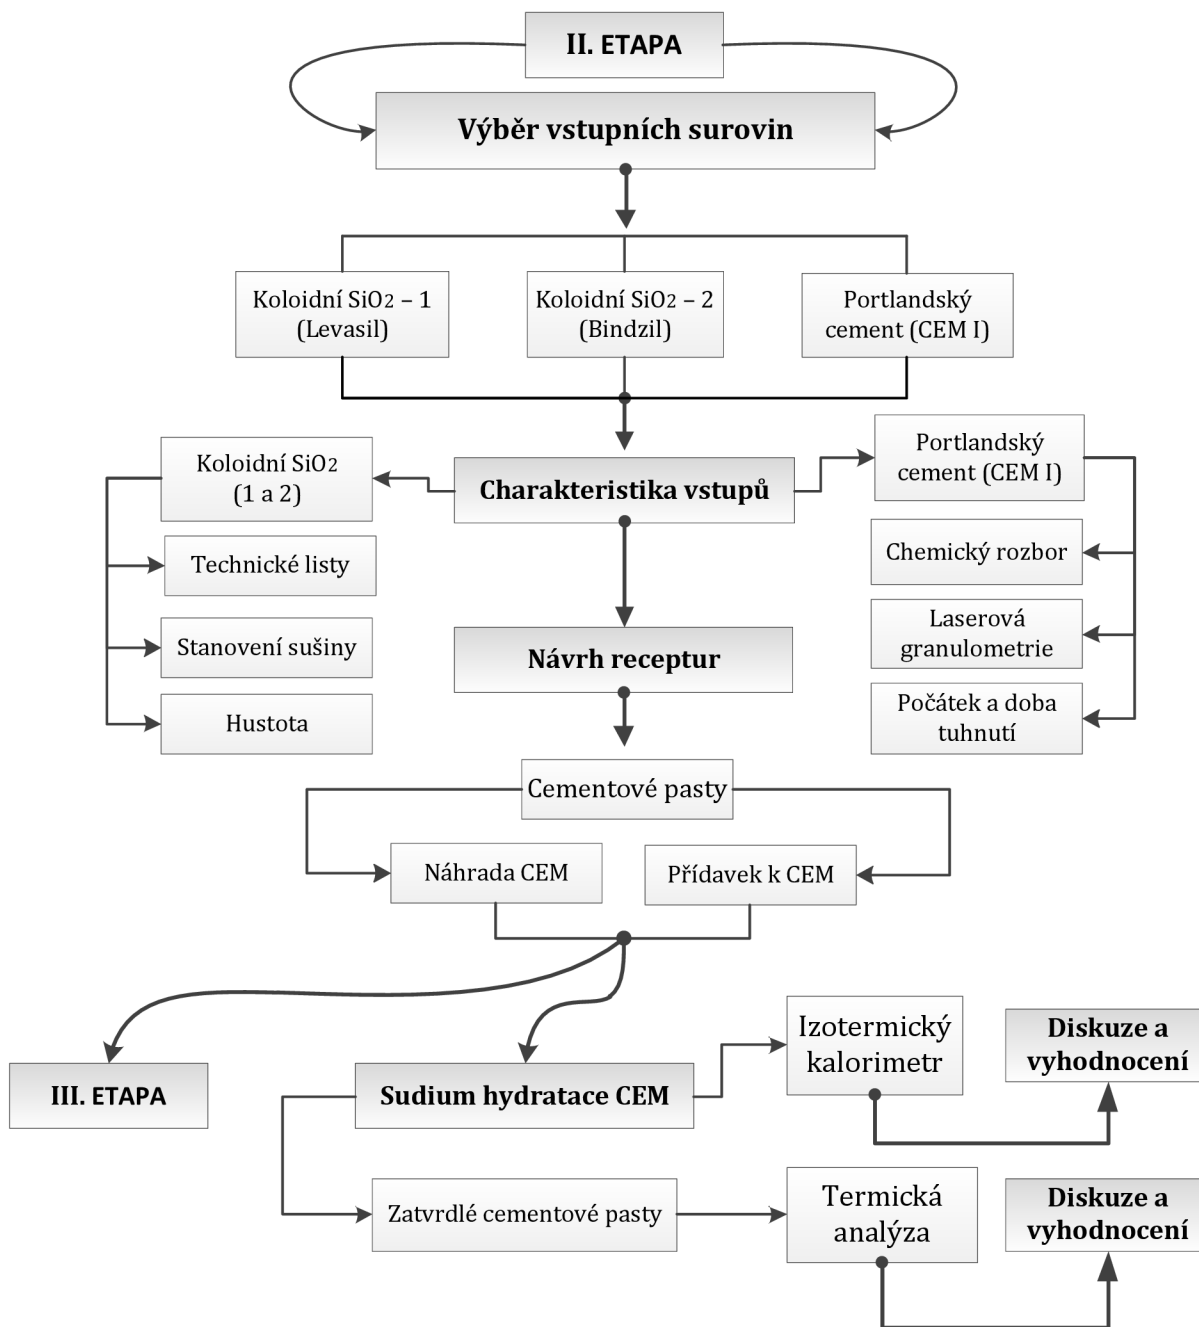 II. ETAPA
Výběr vstupních surovin
Koloidní SiO2 – 1
(Levasil)
Koloidní SiO2 – 2
(Bindzil)
Portlandský
cement (CEM I)
Koloidní SiO2
(1 a 2)
Charakteristika vstupů
Portlandský
cement (CEM I)
Technické listy
Chemický rozbor
Stanovení sušiny
Laserová
granulometrie
Návrh receptur
Hustota
Počátek a doba
tuhnutí
Cementové pasty
Náhrada CEM
Přídavek k CEM
III. ETAPA
Sudium hydratace CEM
Izotermický
kalorimetr
Diskuze a
vyhodnocení
Zatvrdlé cementové pasty
Termická
analýza
Diskuze a
vyhodnocení